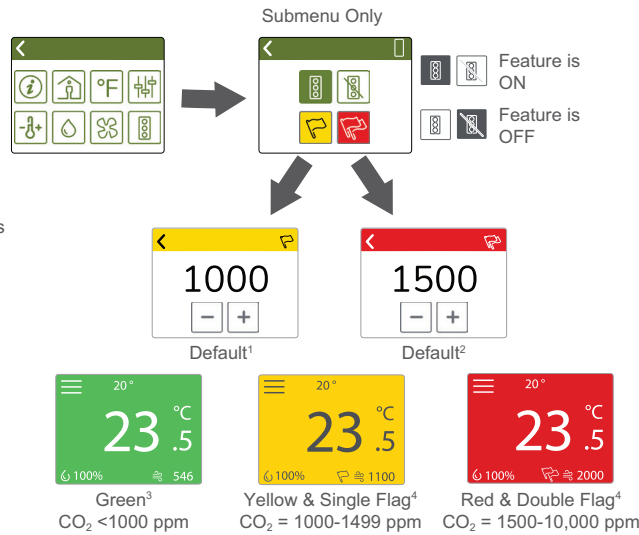 Submenu Only
°F
Feature is
ON
Feature is
OFF
s
1000
− +
Default¹
1500
− +
Default²
20 °
23 .5 °C
100% 546
Green³
CO₂ <1000 ppm
20 °
23 .5 °C
100% 1100
Yellow & Single Flag⁴
CO₂ = 1000-1499 ppm
20 °
23 .5 °C
100% 2000
Red & Double Flag⁴
CO₂ = 1500-10,000 ppm